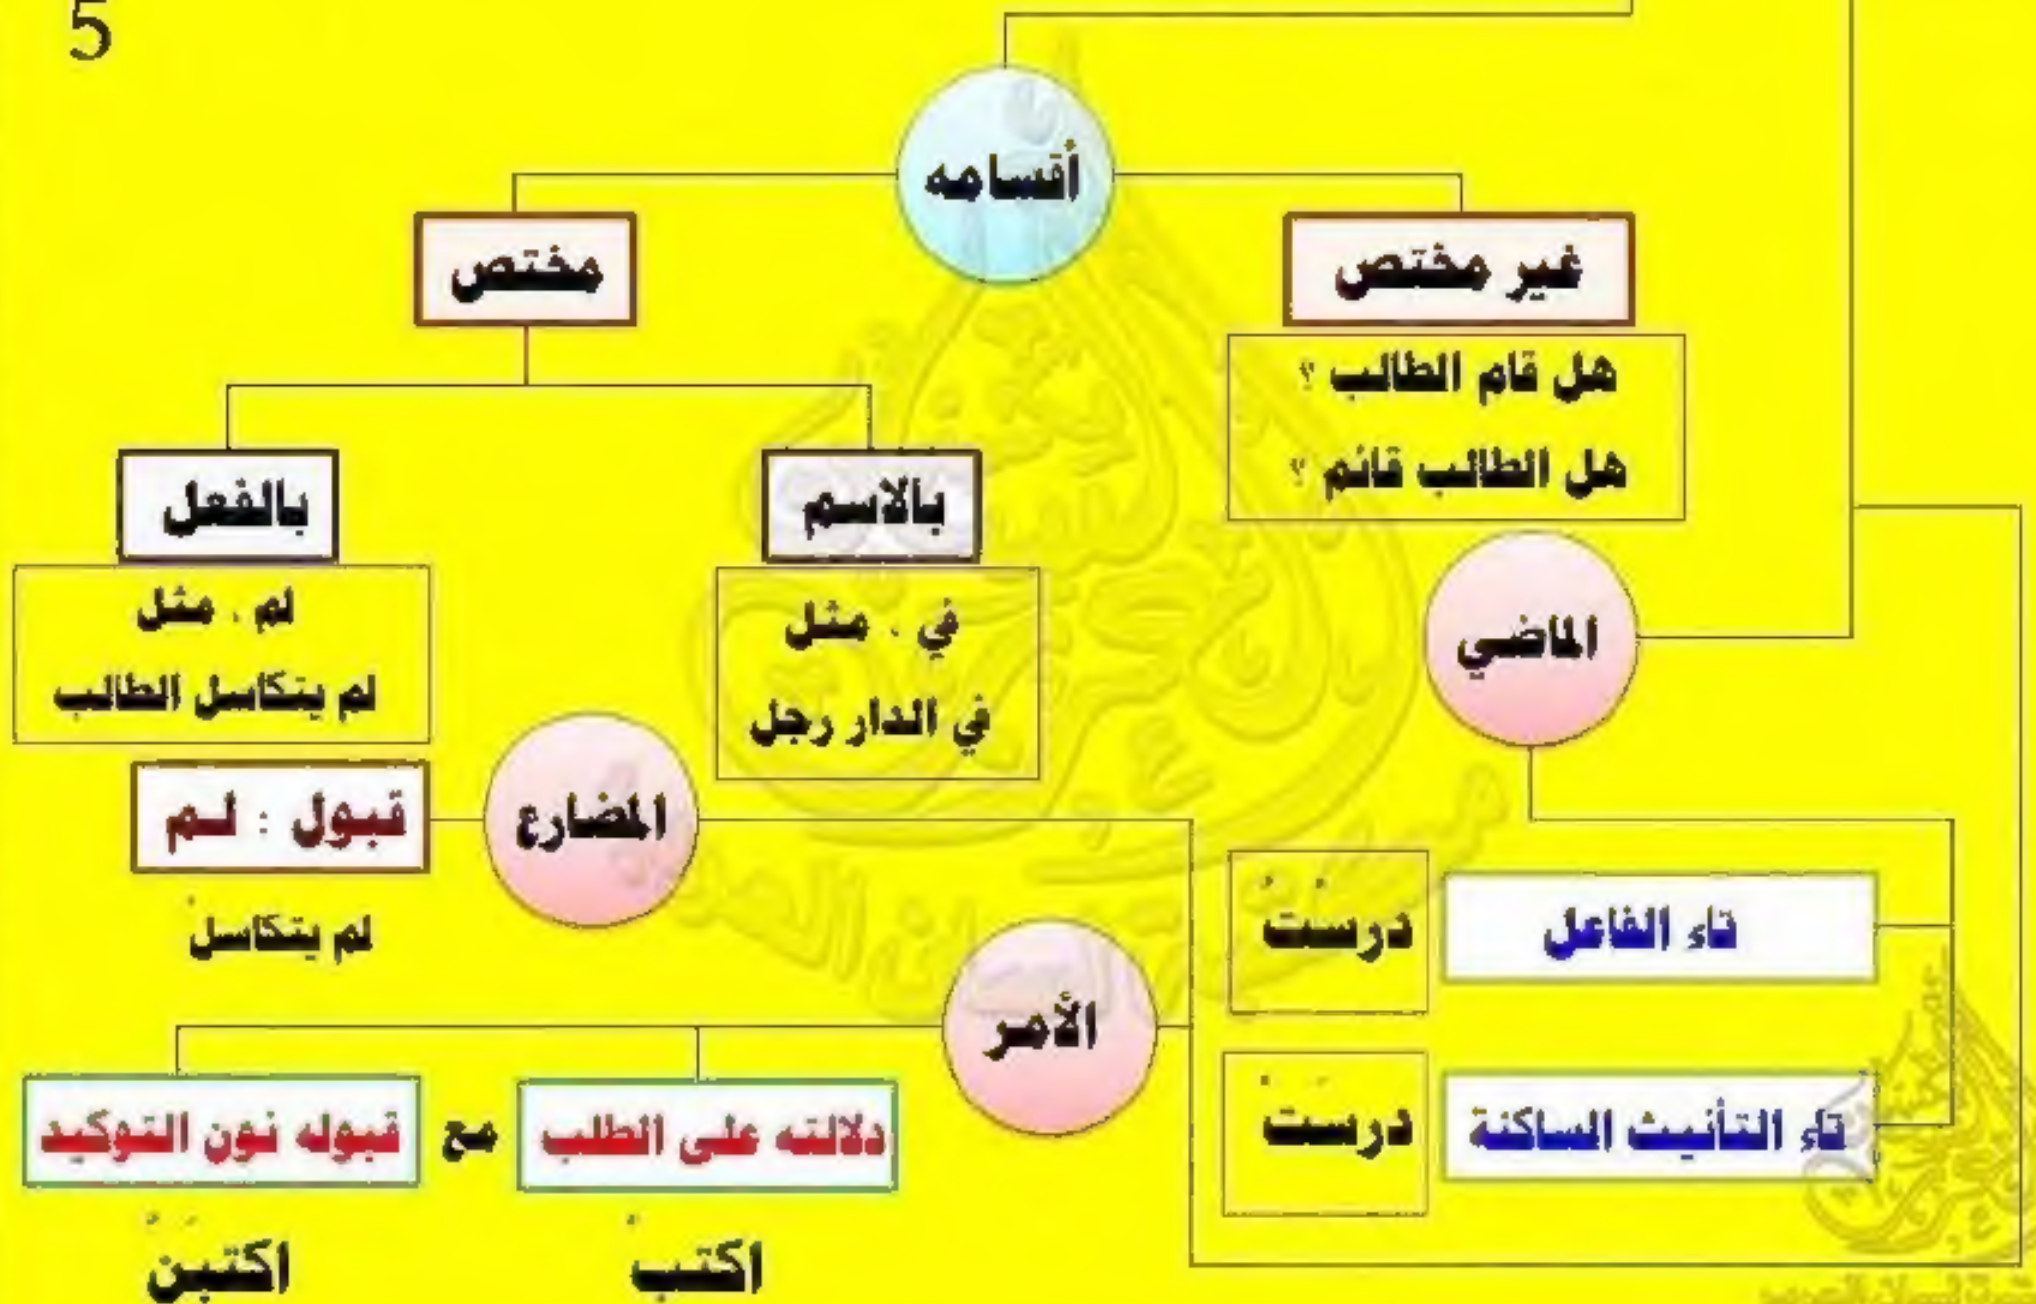 5
أقسامه
غير مختص
مختص
هل قام الطالب ؟
هل الطالب قائم ؟
بالاسم
بالفعل
في . مثل
في الدار رجل
لم . مثل
لم يتكاسل الطالب
الماضي
المضارع
قبول : لم
لم يتكاسل
تاء الفاعل
درست
تاء التأنيث الساكنة
درست
الأمر
دلالته على الطلب
مع
قبوله نون التوكيد
اكتب
اكتبن